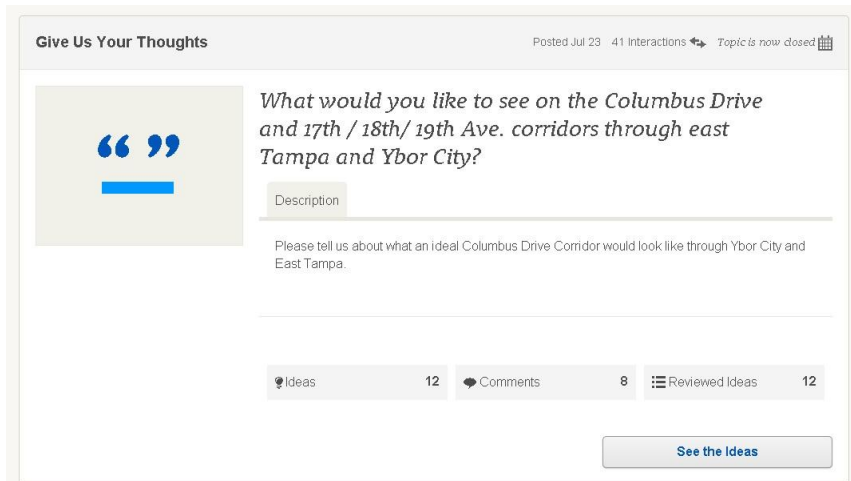 Give Us Your Thoughts
Posted Jul 23 41 Interactions Topic is now closed
“ ”
What would you like to see on the Columbus Drive
and 17th / 18th/ 19th Ave. corridors through east
Tampa and Ybor City?
Description
Please tell us about what an ideal Columbus Drive Corridor would look like through Ybor City and
East Tampa.
Ideas 12 Comments 8 Reviewed Ideas 12
See the Ideas